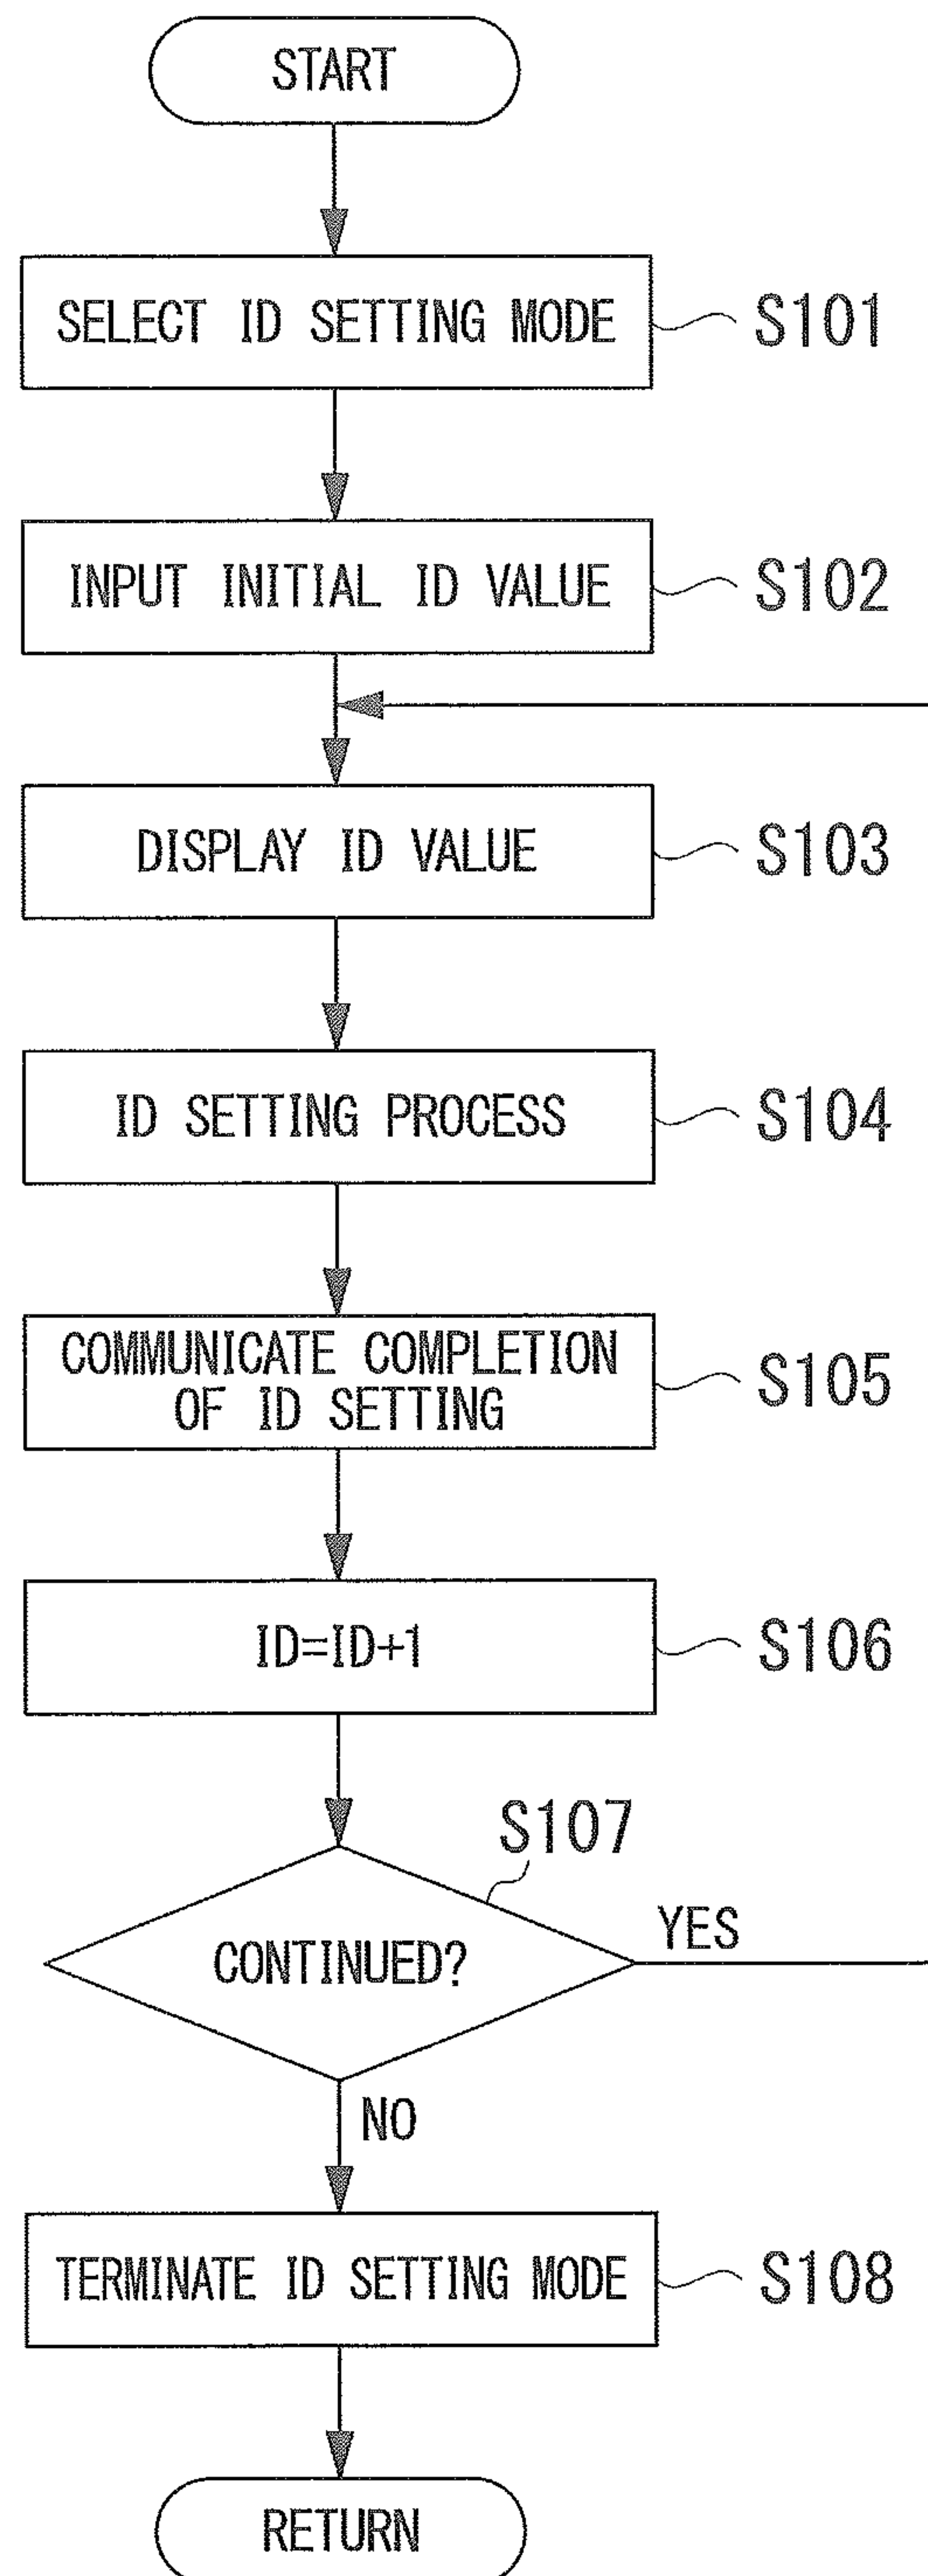 START
SELECT ID SETTING MODE
S101
INPUT INITIAL ID VALUE
S102
DISPLAY ID VALUE
S103
ID SETTING PROCESS
S104
COMMUNICATE COMPLETION
OF ID SETTING
S105
ID=ID+1
S106
S107
CONTINUED?
YES
NO
TERMINATE ID SETTING MODE
S108
RETURN